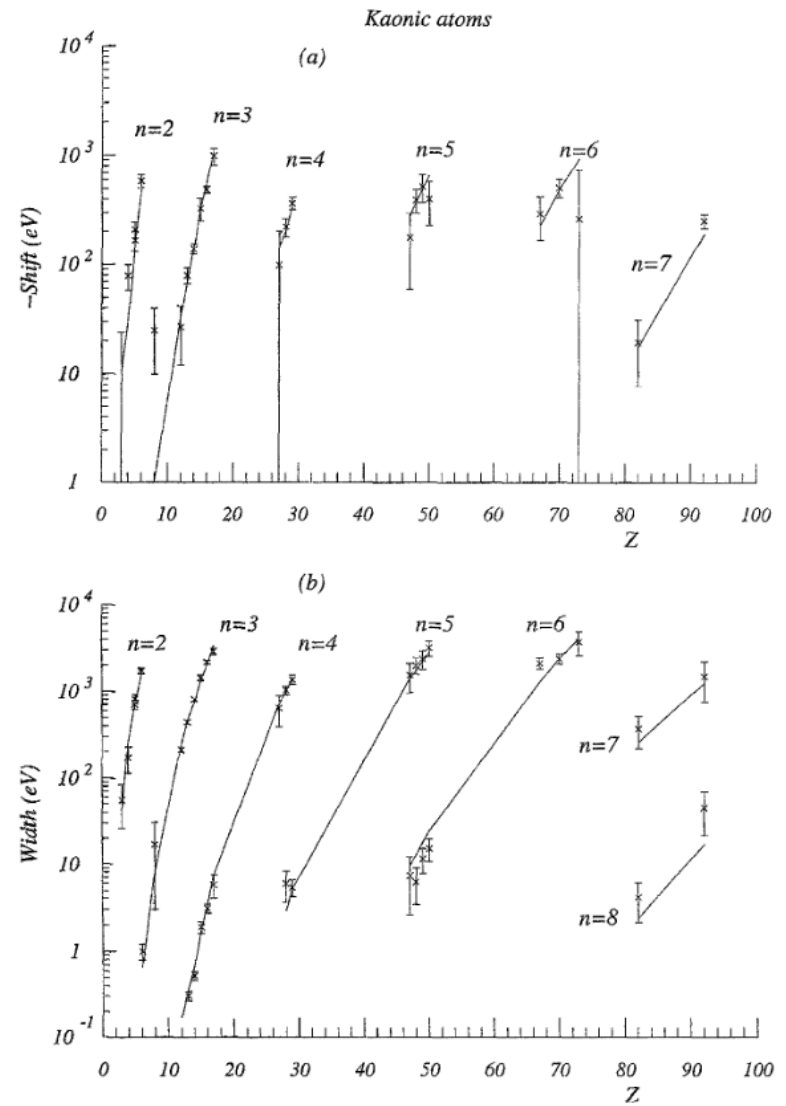 Kaonic atoms
(a)
10^4
10^3
10^2
10
1
–Shift (eV)
n=2
n=3
n=4
n=5
n=6
n=7
0 10 20 30 40 50 60 70 80 90 100
Z
(b)
10^4
10^3
10^2
10
1
10^-1
Width (eV)
n=2
n=3
n=4
n=5
n=6
n=7
n=8
0 10 20 30 40 50 60 70 80 90 100
Z